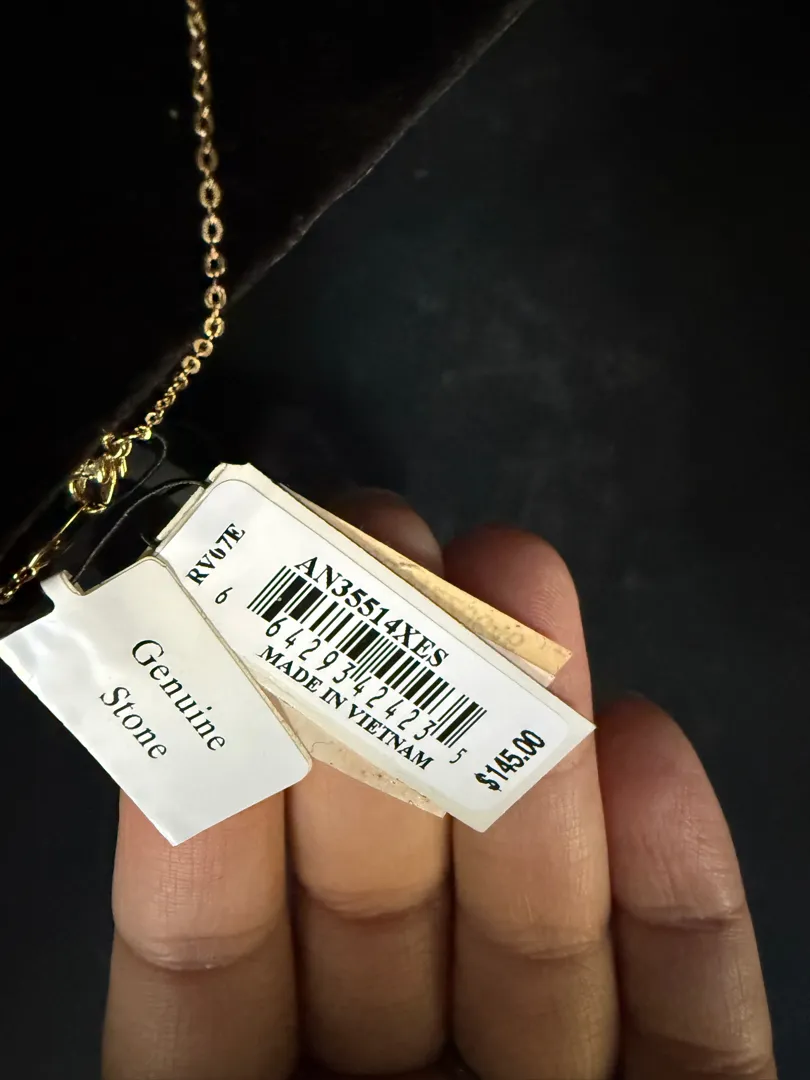 RV07E
AN35514XES
6 64293 42423 5
MADE IN VIETNAM
$145.00
Genuine
Stone